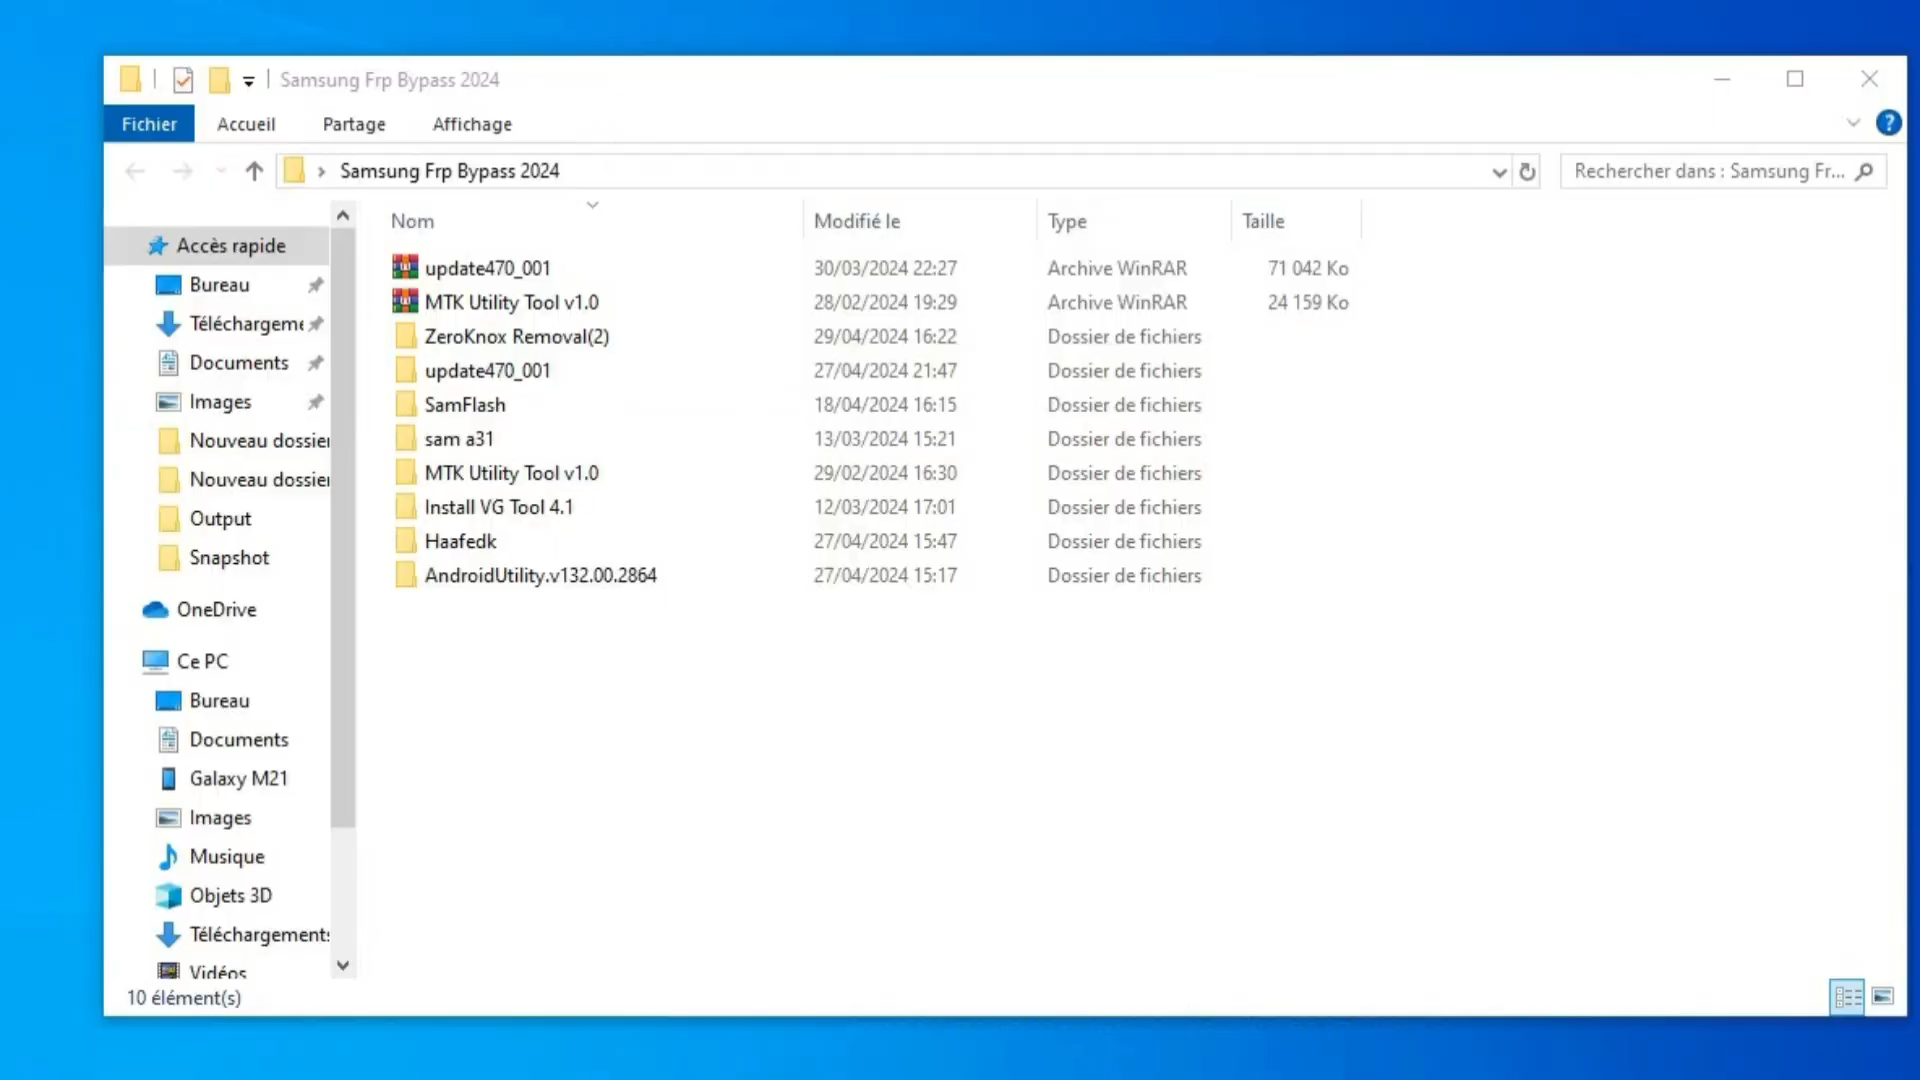 Samsung Frp Bypass 2024
Fichier Accueil Partage Affichage
?
Samsung Frp Bypass 2024
Rechercher dans : Samsung Fr...
Nom Modifié le Type Taille
update470_001 30/03/2024 22:27 Archive WinRAR 71 042 Ko
MTK Utility Tool v1.0 28/02/2024 19:29 Archive WinRAR 24 159 Ko
ZeroKnox Removal(2) 29/04/2024 16:22 Dossier de fichiers
update470_001 27/04/2024 21:47 Dossier de fichiers
SamFlash 18/04/2024 16:15 Dossier de fichiers
sam a31 13/03/2024 15:21 Dossier de fichiers
MTK Utility Tool v1.0 29/02/2024 16:30 Dossier de fichiers
Install VG Tool 4.1 12/03/2024 17:01 Dossier de fichiers
Haafedk 27/04/2024 15:47 Dossier de fichiers
AndroidUtility.v132.00.2864 27/04/2024 15:17 Dossier de fichiers
Accès rapide
Bureau
Téléchargeme
Documents
Images
Nouveau dossier
Nouveau dossier
Output
Snapshot
OneDrive
Ce PC
Bureau
Documents
Galaxy M21
Images
Musique
Objets 3D
Téléchargements
Vidéos
10 élément(s)